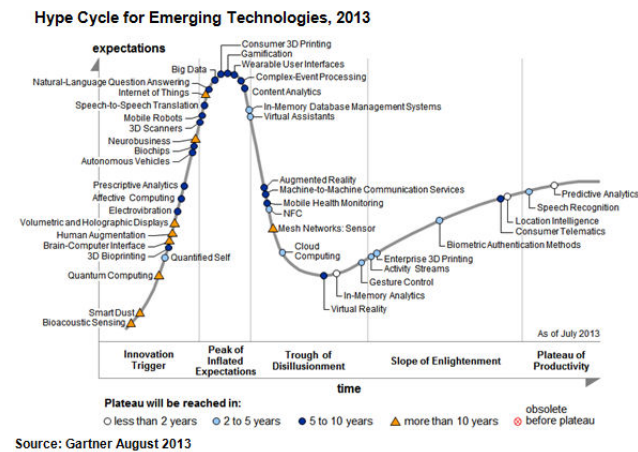 Hype Cycle for Emerging Technologies, 2013
expectations
Consumer 3D Printing
Gamification
Wearable User Interfaces
Big Data
Complex-Event Processing
Natural-Language Question Answering
Content Analytics
Internet of Things
Speech-to-Speech Translation
In-Memory Database Management Systems
Virtual Assistants
Mobile Robots
3D Scanners
Neurobusiness
Biochips
Autonomous Vehicles
Augmented Reality
Machine-to-Machine Communication Services
Mobile Health Monitoring
NFC
Mesh Networks: Sensor
Prescriptive Analytics
Affective Computing
Electrovibration
Volumetric and Holographic Displays
Human Augmentation
Brain-Computer Interface
3D Bioprinting
Quantified Self
Quantum Computing
Smart Dust
Bioacoustic Sensing
Cloud
Computing
Enterprise 3D Printing
Activity Streams
Gesture Control
In-Memory Analytics
Virtual Reality
Predictive Analytics
Speech Recognition
Location Intelligence
Consumer Telematics
Biometric Authentication Methods
As of July 2013
Innovation
Trigger
Peak of
Inflated
Expectations
Trough of
Disillusionment
Slope of Enlightenment
Plateau of
Productivity
time
Plateau will be reached in:
less than 2 years
2 to 5 years
5 to 10 years
more than 10 years
obsolete
before plateau
Source: Gartner August 2013